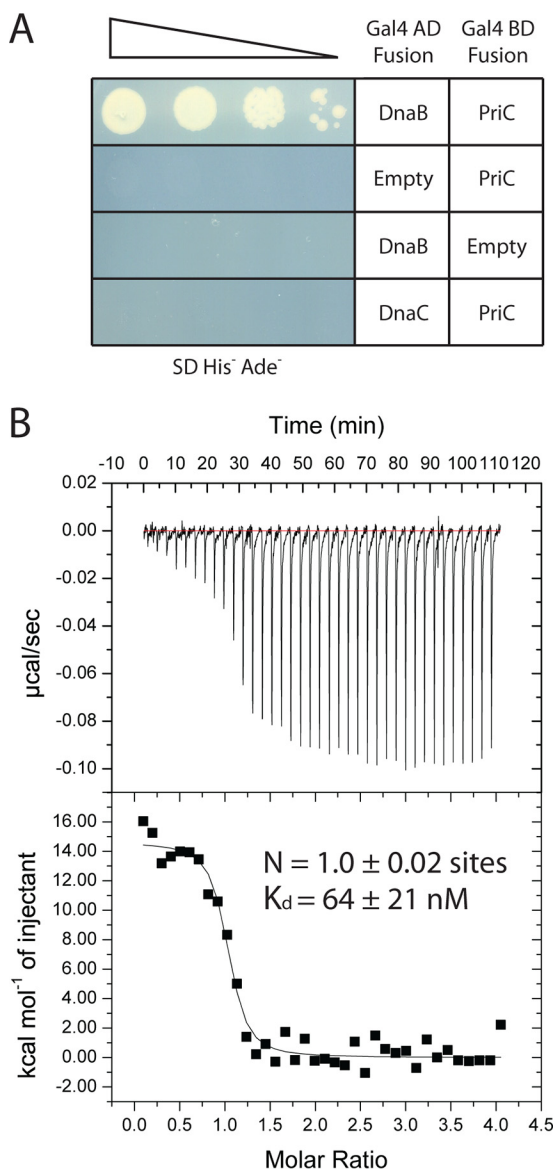 A
Gal4 AD Gal4 BD
Fusion Fusion
DnaB PriC
Empty PriC
DnaB Empty
DnaC PriC
SD His⁻ Ade⁻
B
Time (min)
-10 0 10 20 30 40 50 60 70 80 90 100 110 120
0.02
0.00
-0.02
-0.04
-0.06
-0.08
-0.10
µcal/sec
16.00
14.00
12.00
10.00
8.00
6.00
4.00
2.00
0.00
-2.00
kcal mol⁻¹ of injectant
N = 1.0 ± 0.02 sites
Kd = 64 ± 21 nM
0.0 0.5 1.0 1.5 2.0 2.5 3.0 3.5 4.0 4.5
Molar Ratio